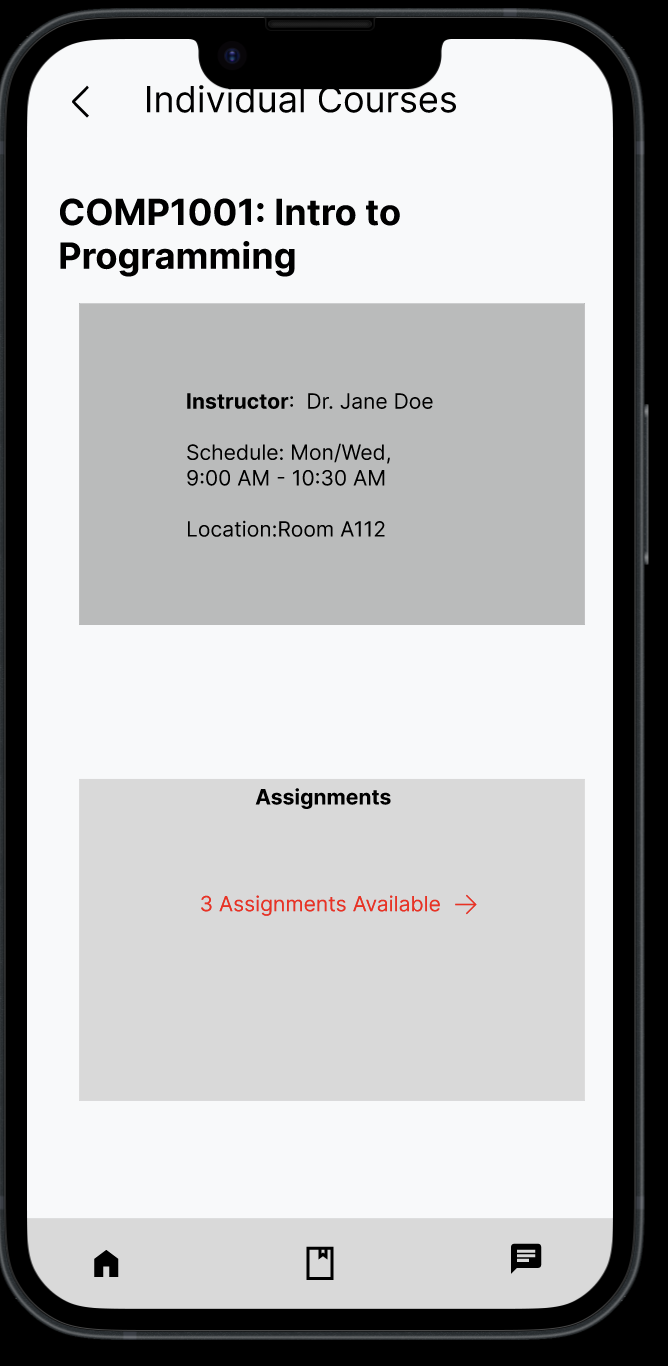 Individual Courses
COMP1001: Intro to
Programming
Instructor:  Dr. Jane Doe
Schedule: Mon/Wed,
9:00 AM - 10:30 AM
Location:Room A112
Assignments
3 Assignments Available